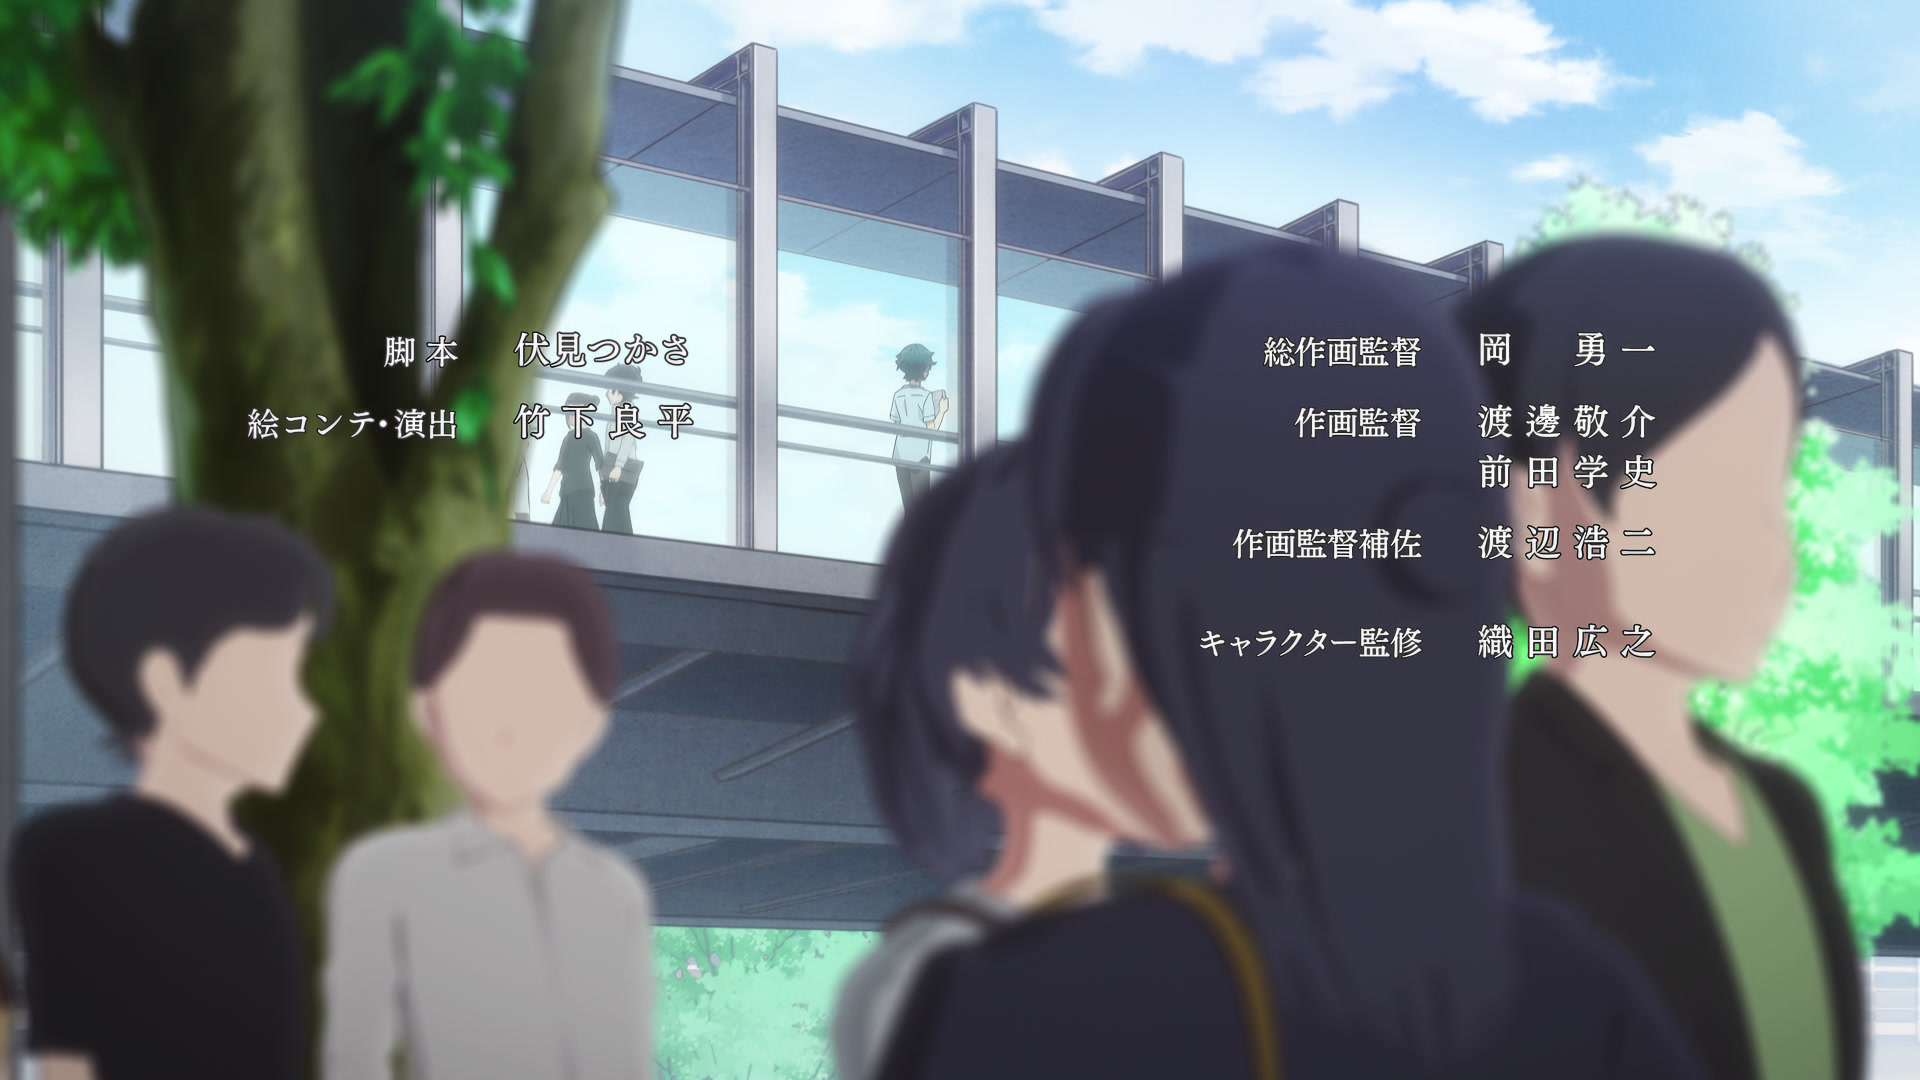 脚本 伏見つかさ
絵コンテ・演出 竹下良平
総作画監督 岡 勇一
作画監督 渡邊敬介
前田学史
作画監督補佐 渡辺浩二
キャラクター監修 織田広之